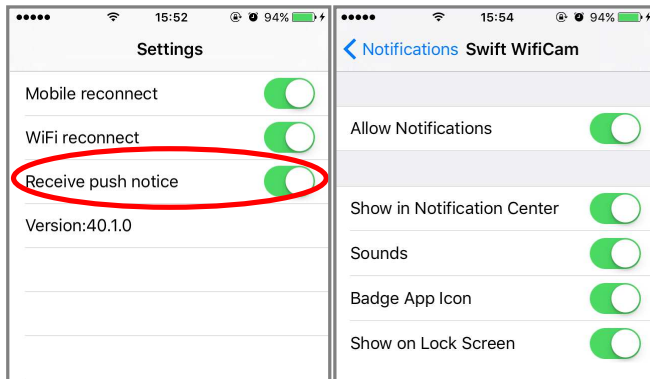 15:52
94%
Settings
Mobile reconnect
WiFi reconnect
Receive push notice
Version:40.1.0
15:54
94%
Notifications Swift WifiCam
Allow Notifications
Show in Notification Center
Sounds
Badge App Icon
Show on Lock Screen